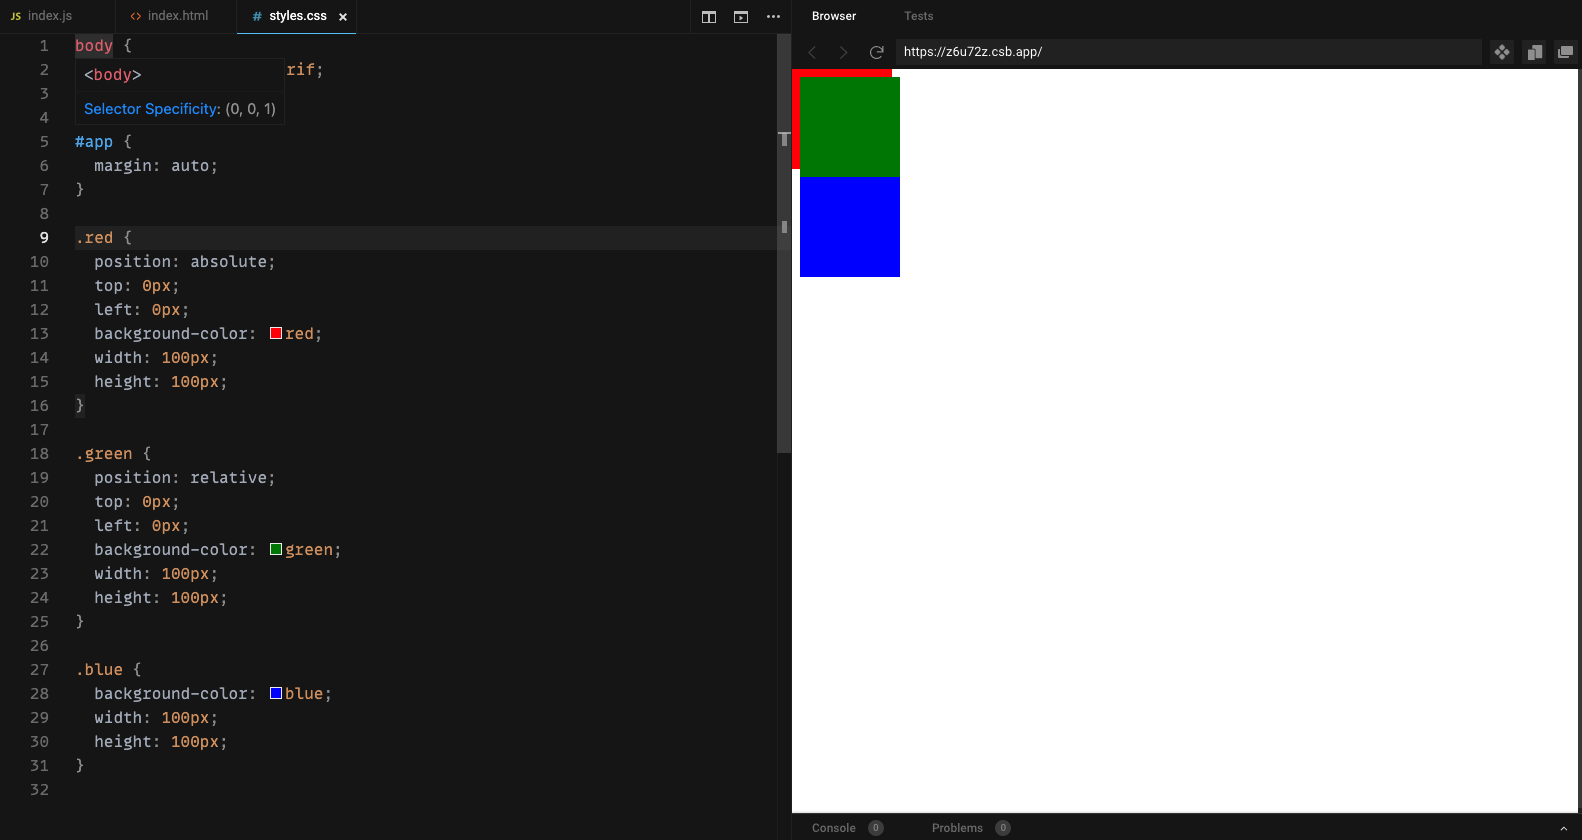 JS index.js <> index.html # styles.css ×
Browser Tests
https://z6u72z.csb.app/
1 body {
<body>
2 rif;
3
Selector Specificity: (0, 0, 1)
4
5 #app {
6 margin: auto;
7 }
8
9 .red {
10 position: absolute;
11 top: 0px;
12 left: 0px;
13 background-color: red;
14 width: 100px;
15 height: 100px;
16 }
17
18 .green {
19 position: relative;
20 top: 0px;
21 left: 0px;
22 background-color: green;
23 width: 100px;
24 height: 100px;
25 }
26
27 .blue {
28 background-color: blue;
29 width: 100px;
30 height: 100px;
31 }
32
Console 0 Problems 0